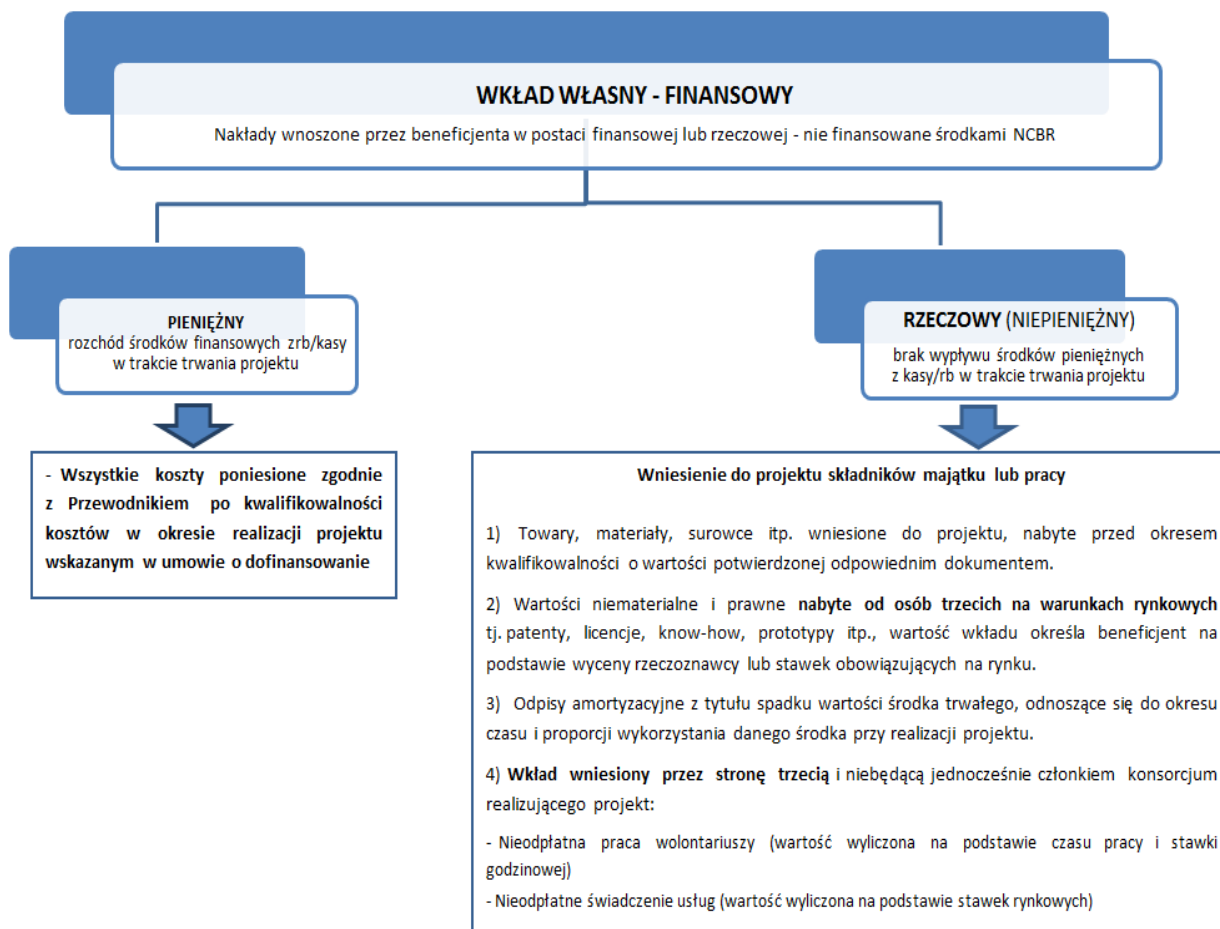 WKŁAD WŁASNY - FINANSOWY
Nakłady wnoszone przez beneficjenta w postaci finansowej lub rzeczowej - nie finansowane środkami NCBR
PIENIĘŻNY
rozchód środków finansowych zrb/kasy
w trakcie trwania projektu
RZECZOWY (NIEPIENIĘŻNY)
brak wypływu środków pieniężnych
z kasy/rb w trakcie trwania projektu
- Wszystkie koszty poniesione zgodnie
z Przewodnikiem po kwalifikowalności
kosztów w okresie realizacji projektu
wskazanym w umowie o dofinansowanie
Wniesienie do projektu składników majątku lub pracy
1) Towary, materiały, surowce itp. wniesione do projektu, nabyte przed okresem
kwalifikowalności o wartości potwierdzonej odpowiednim dokumentem.
2) Wartości niematerialne i prawne nabyte od osób trzecich na warunkach rynkowych
tj. patenty, licencje, know-how, prototypy itp., wartość wkładu określa beneficjent na
podstawie wyceny rzeczoznawcy lub stawek obowiązujących na rynku.
3) Odpisy amortyzacyjne z tytułu spadku wartości środka trwałego, odnoszące się do okresu
czasu i proporcji wykorzystania danego środka przy realizacji projektu.
4) Wkład wniesiony przez stronę trzecią i niebędącą jednocześnie członkiem konsorcjum
realizującego projekt:
- Nieodpłatna praca wolontariuszy (wartość wyliczona na podstawie czasu pracy i stawki
godzinowej)
- Nieodpłatne świadczenie usług (wartość wyliczona na podstawie stawek rynkowych)